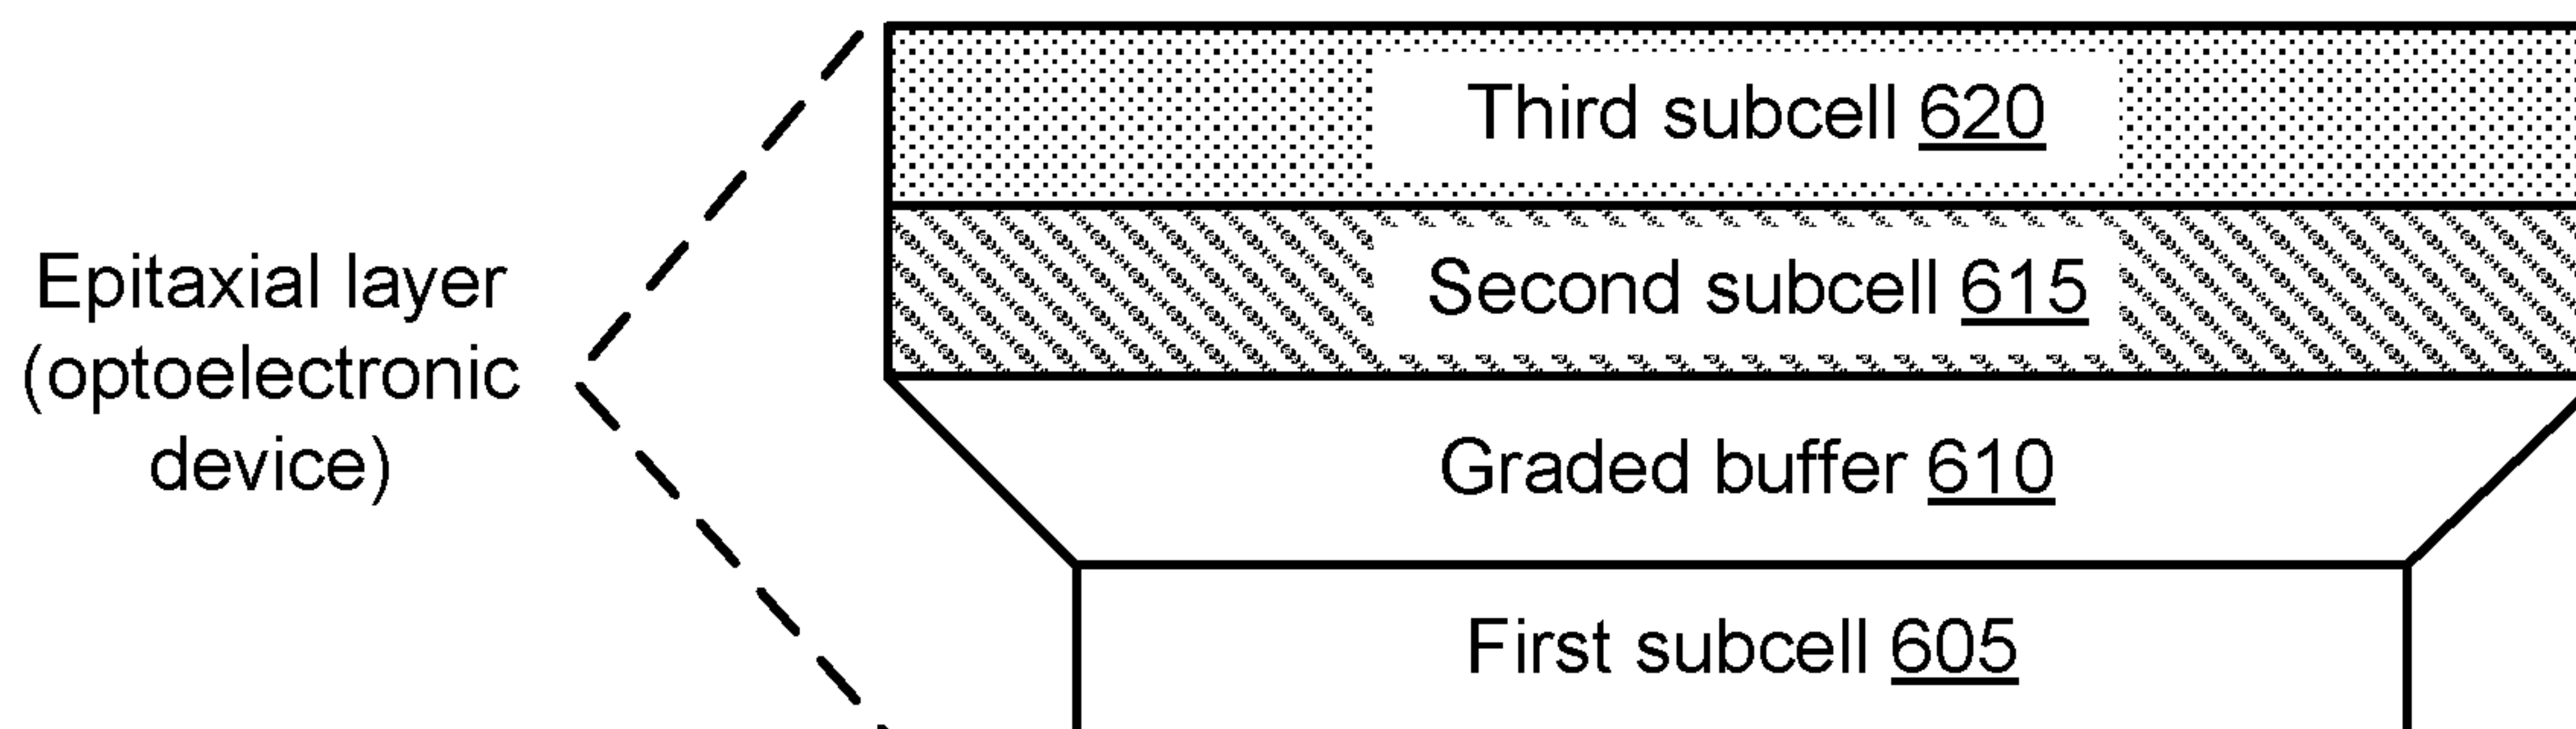 Epitaxial layer
(optoelectronic
device)
Third subcell 620
Second subcell 615
Graded buffer 610
First subcell 605